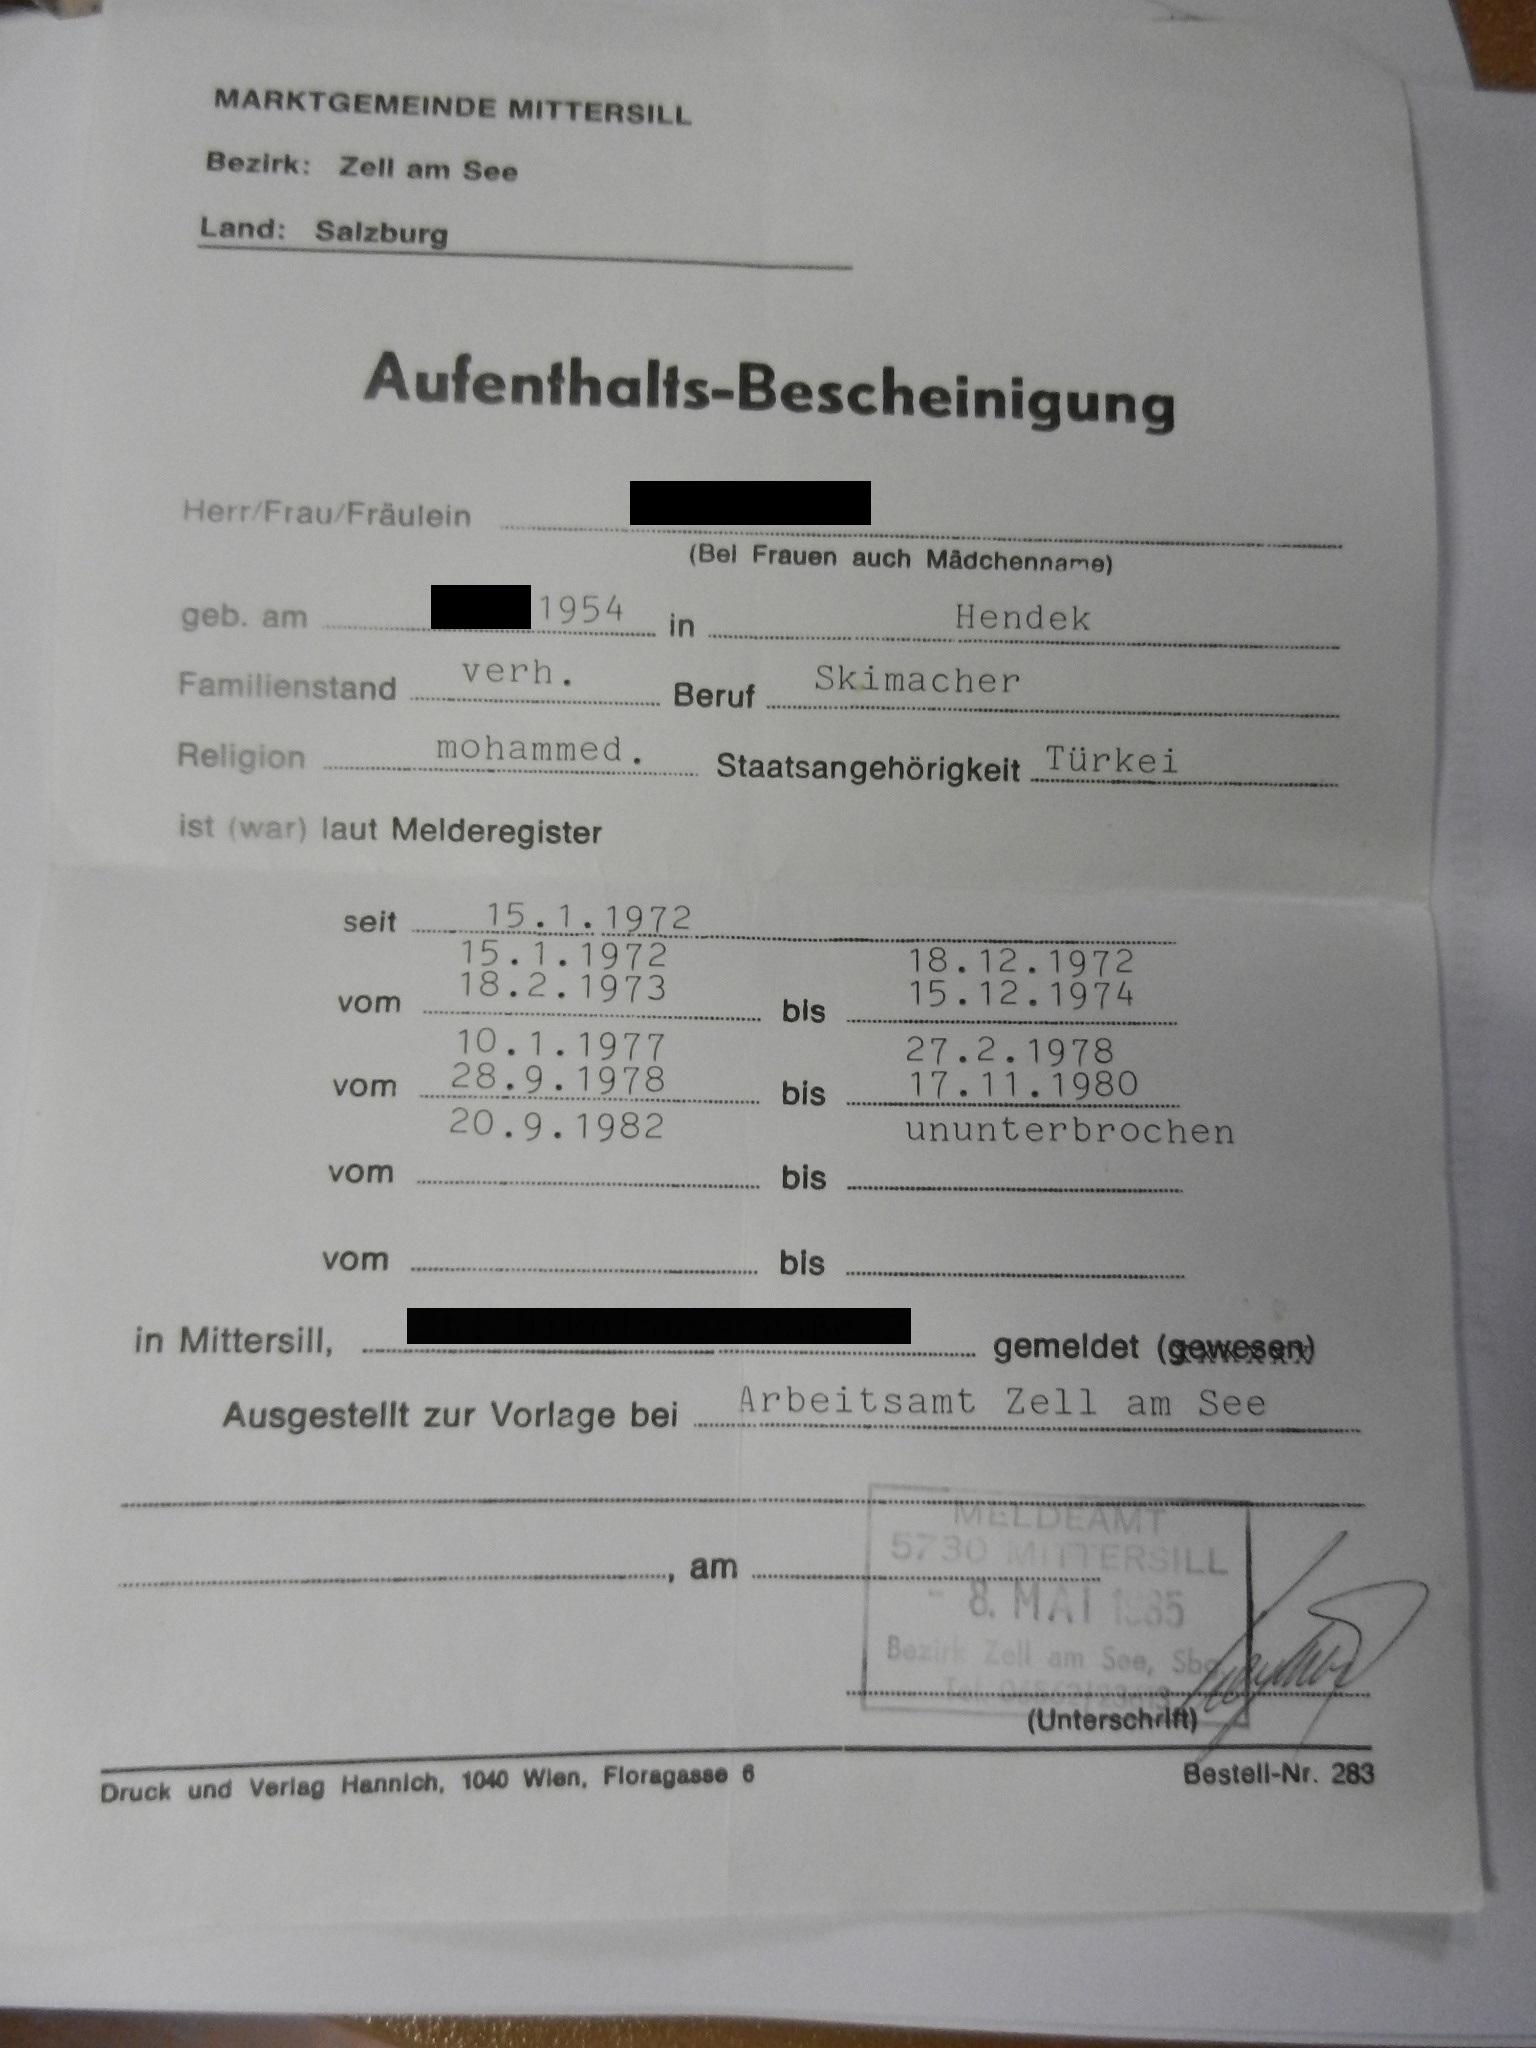 MARKTGEMEINDE MITTERSILL
Bezirk: Zell am See
Land: Salzburg
Aufenthalts-Bescheinigung
Herr/Frau/Fräulein
(Bei Frauen auch Mädchenname)
geb. am 1954 in Hendek
Familienstand verh. Beruf Skimacher
Religion mohammed. Staatsangehörigkeit Türkei
ist (war) laut Melderegister
seit 15.1.1972
15.1.1972 18.12.1972
vom 18.2.1973 bis 15.12.1974
10.1.1977 27.2.1978
vom 28.9.1978 bis 17.11.1980
20.9.1982 ununterbrochen
vom bis
vom bis
in Mittersill, gemeldet (gewesen)
Ausgestellt zur Vorlage bei Arbeitsamt Zell am See
MELDEAMT
5730 MITTERSILL
, am
- 8. MAI 1985
Bezirk Zell am See, Sbg.
(Unterschrift)
Druck und Verlag Hannich, 1040 Wien, Floragasse 6 Bestell-Nr. 283